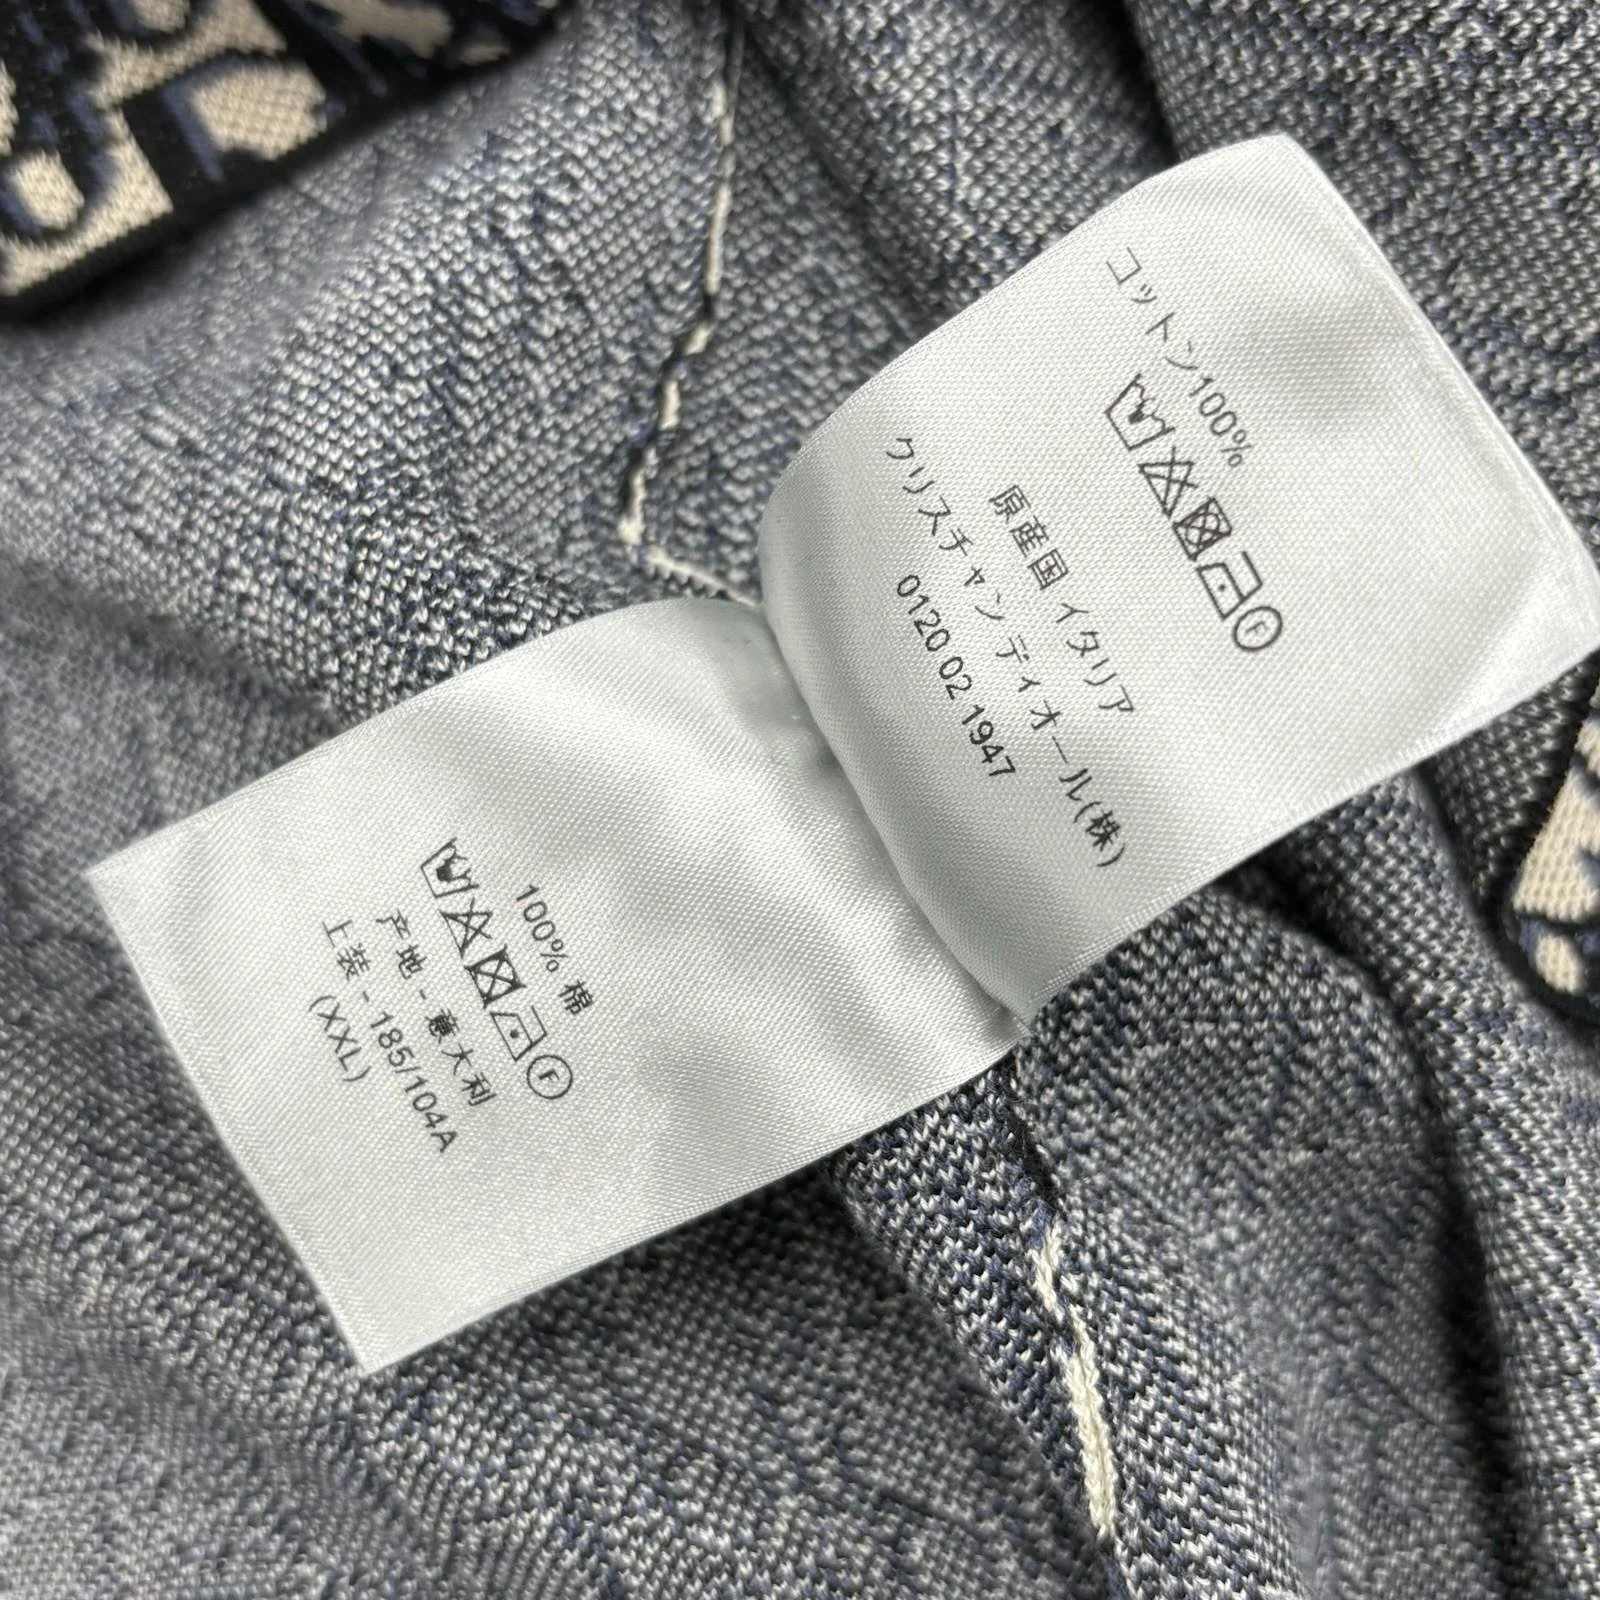 コットン100%
F
原産国 イタリア
クリスチャン ディオール(株)
0120 02 1947
100% 棉
F
产地 - 意大利
上装 - 185/104A
(XXL)